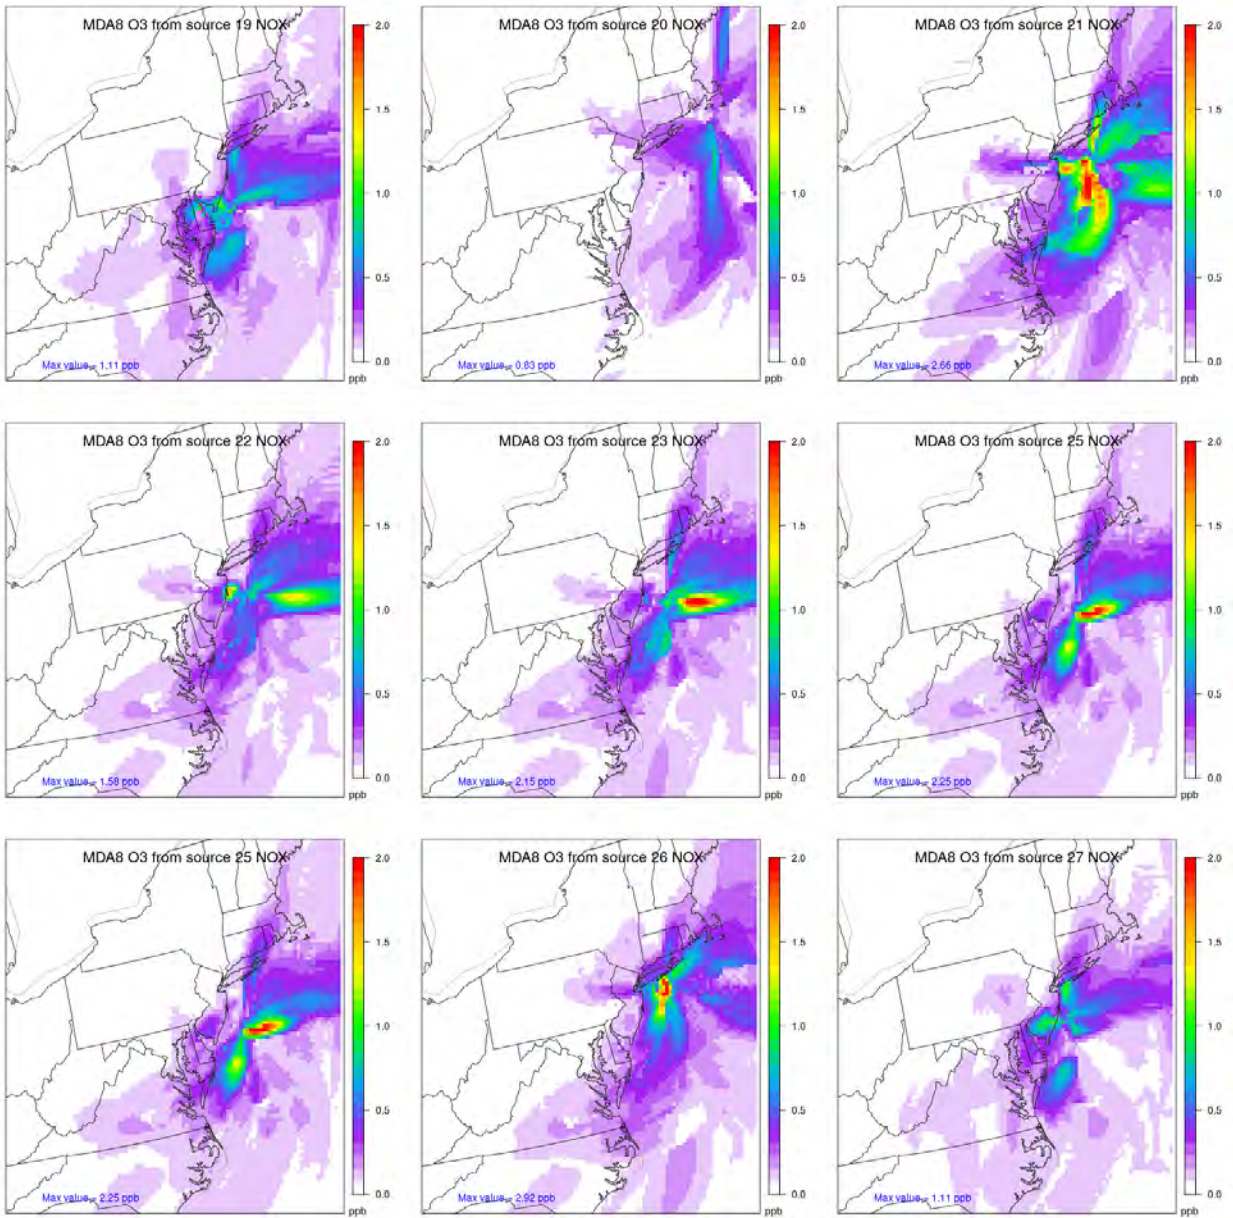 MDA8 O3 from source 19 NOX
2.0
1.5
1.0
0.5
0.0
ppb
Max value = 1.11 ppb
MDA8 O3 from source 20 NOX
2.0
1.5
1.0
0.5
0.0
ppb
Max value = 0.83 ppb
MDA8 O3 from source 21 NOX
2.0
1.5
1.0
0.5
0.0
ppb
Max value = 2.66 ppb
MDA8 O3 from source 22 NOX
2.0
1.5
1.0
0.5
0.0
ppb
Max value = 1.58 ppb
MDA8 O3 from source 23 NOX
2.0
1.5
1.0
0.5
0.0
ppb
Max value = 2.15 ppb
MDA8 O3 from source 25 NOX
2.0
1.5
1.0
0.5
0.0
ppb
Max value = 2.25 ppb
MDA8 O3 from source 25 NOX
2.0
1.5
1.0
0.5
0.0
ppb
Max value = 2.25 ppb
MDA8 O3 from source 26 NOX
2.0
1.5
1.0
0.5
0.0
ppb
Max value = 2.92 ppb
MDA8 O3 from source 27 NOX
2.0
1.5
1.0
0.5
0.0
ppb
Max value = 1.11 ppb